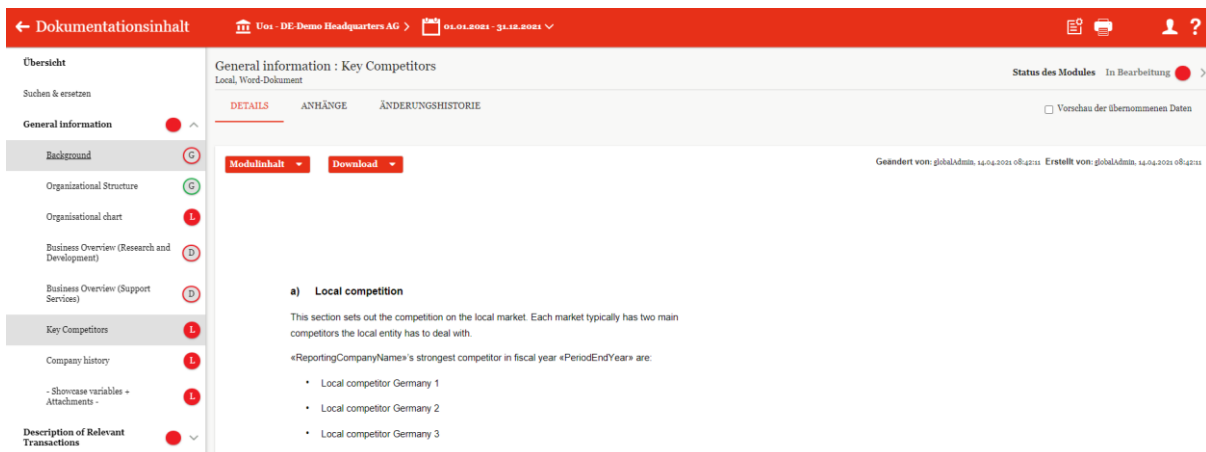 ← Dokumentationsinhalt
U01 - DE-Demo Headquarters AG > 01.01.2021 - 31.12.2021
?
Übersicht
Suchen & ersetzen
General information
Background G
Organizational Structure G
Organisational chart L
Business Overview (Research and
Development) D
Business Overview (Support
Services) D
Key Competitors L
Company history L
- Showcase variables +
Attachments - L
Description of Relevant
Transactions
General information : Key Competitors
Local, Word-Dokument
Status des Modules In Bearbeitung
DETAILS ANHÄNGE ÄNDERUNGSHISTORIE
Vorschau der übernommenen Daten
Modulinhalt Download
Geändert von: globalAdmin, 14.04.2021 08:42:11 Erstellt von: globalAdmin, 14.04.2021 08:42:11
a) Local competition
This section sets out the competition on the local market. Each market typically has two main
competitors the local entity has to deal with.
«ReportingCompanyName»'s strongest competitor in fiscal year «PeriodEndYear» are:
• Local competitor Germany 1
• Local competitor Germany 2
• Local competitor Germany 3